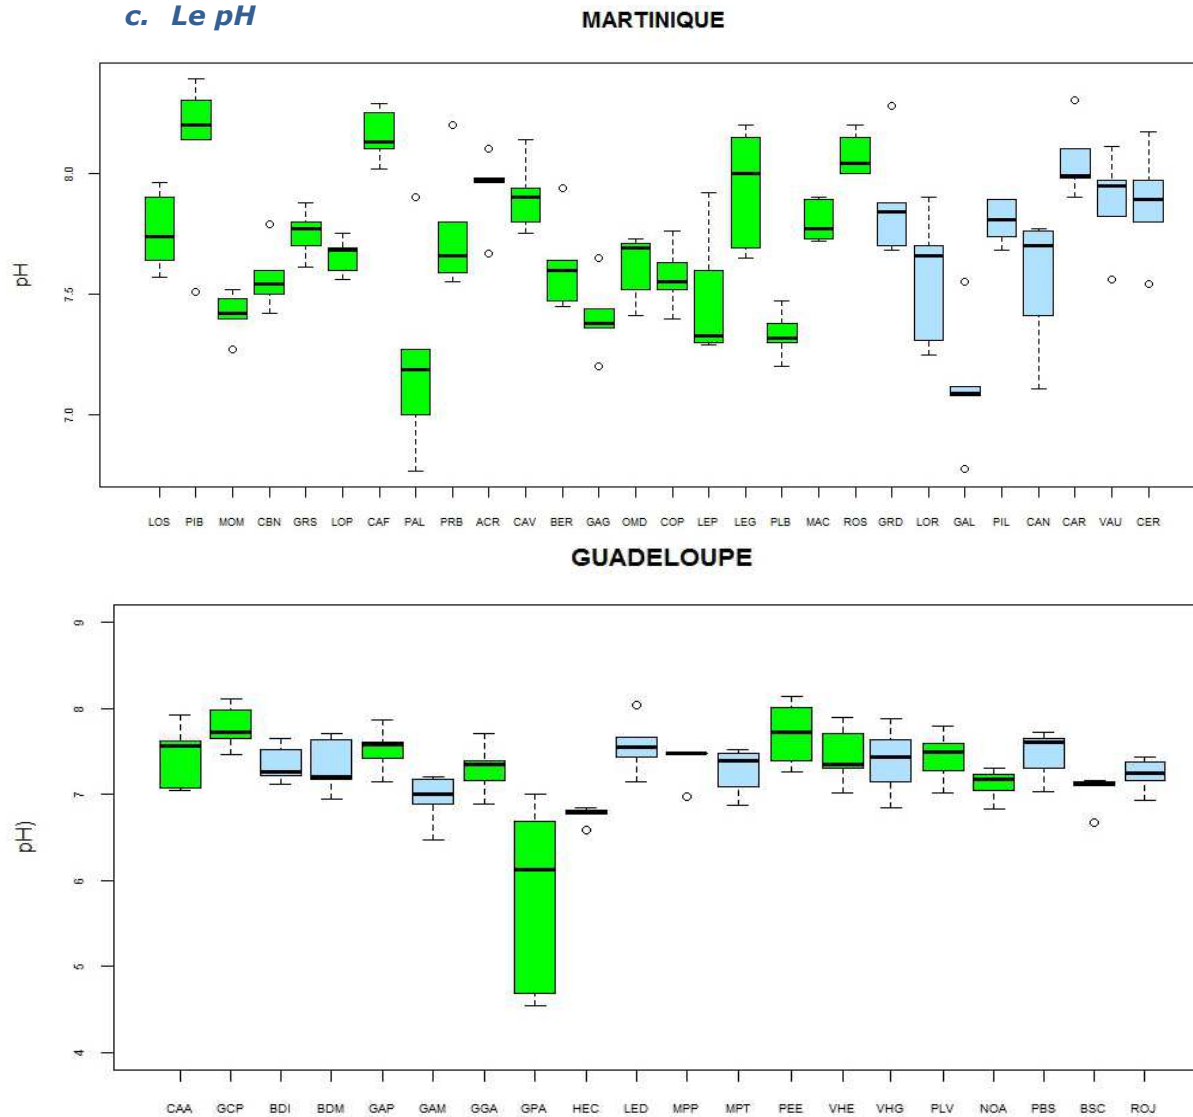 c. Le pH
MARTINIQUE
pH
8.0
7.5
7.0
LOS PIB MOM CBN GRS LOP CAF PAL PRB ACR CAV BER GAG OMD COP LEP LEG PLB MAC ROS GRD LOR GAL PIL CAN CAR VAU CER
GUADELOUPE
pH)
9
8
7
6
5
4
CAA GCP BDI BDM GAP GAM GGA GPA HEC LED MPP MPT PEE VHE VHG PLV NOA PBS BSC ROJ